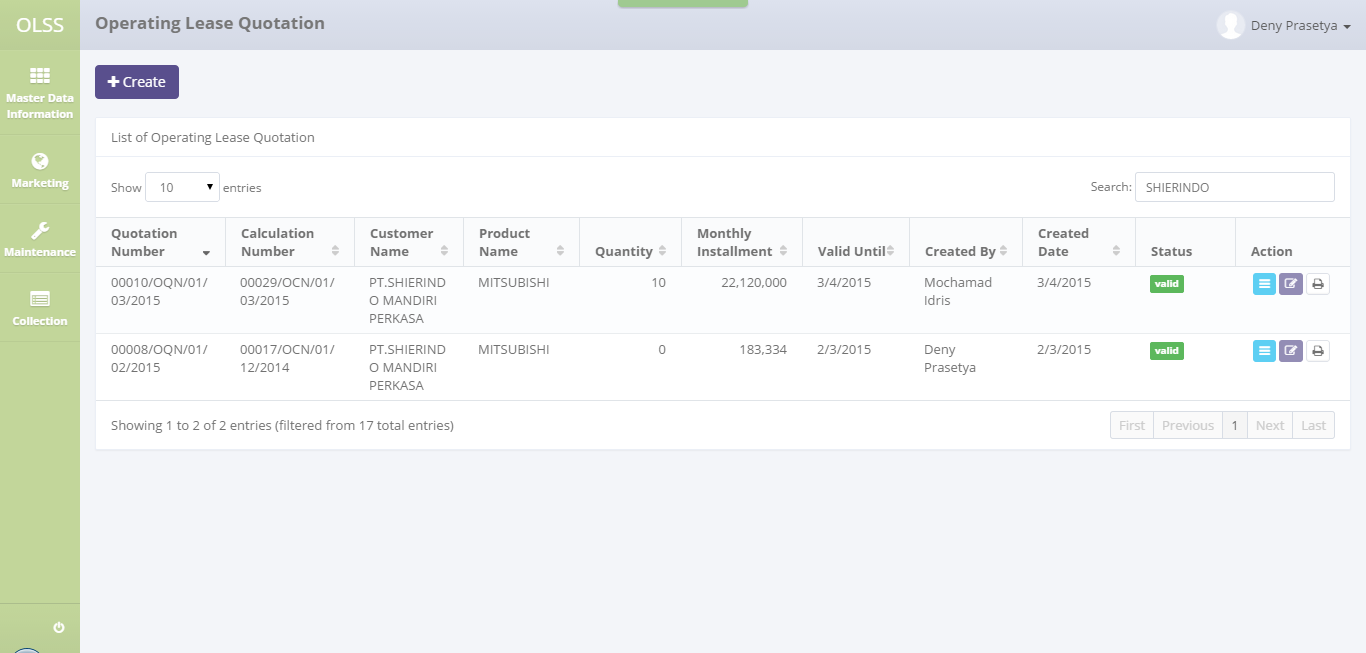 OLSS
Operating Lease Quotation
Deny Prasetya
Master Data
Information
Marketing
Maintenance
Collection
Create
List of Operating Lease Quotation
Show 10 entries
Search: SHIERINDO
Quotation Number
Calculation Number
Customer Name
Product Name
Quantity
Monthly Installment
Valid Until
Created By
Created Date
Status
Action
00010/OQN/01/
03/2015
00029/OCN/01/
03/2015
PT.SHIERIND
O MANDIRI
PERKASA
MITSUBISHI
10
22,120,000
3/4/2015
Mochamad
Idris
3/4/2015
valid
00008/OQN/01/
02/2015
00017/OCN/01/
12/2014
PT.SHIERIND
O MANDIRI
PERKASA
MITSUBISHI
0
183,334
2/3/2015
Deny
Prasetya
2/3/2015
valid
Showing 1 to 2 of 2 entries (filtered from 17 total entries)
First Previous 1 Next Last